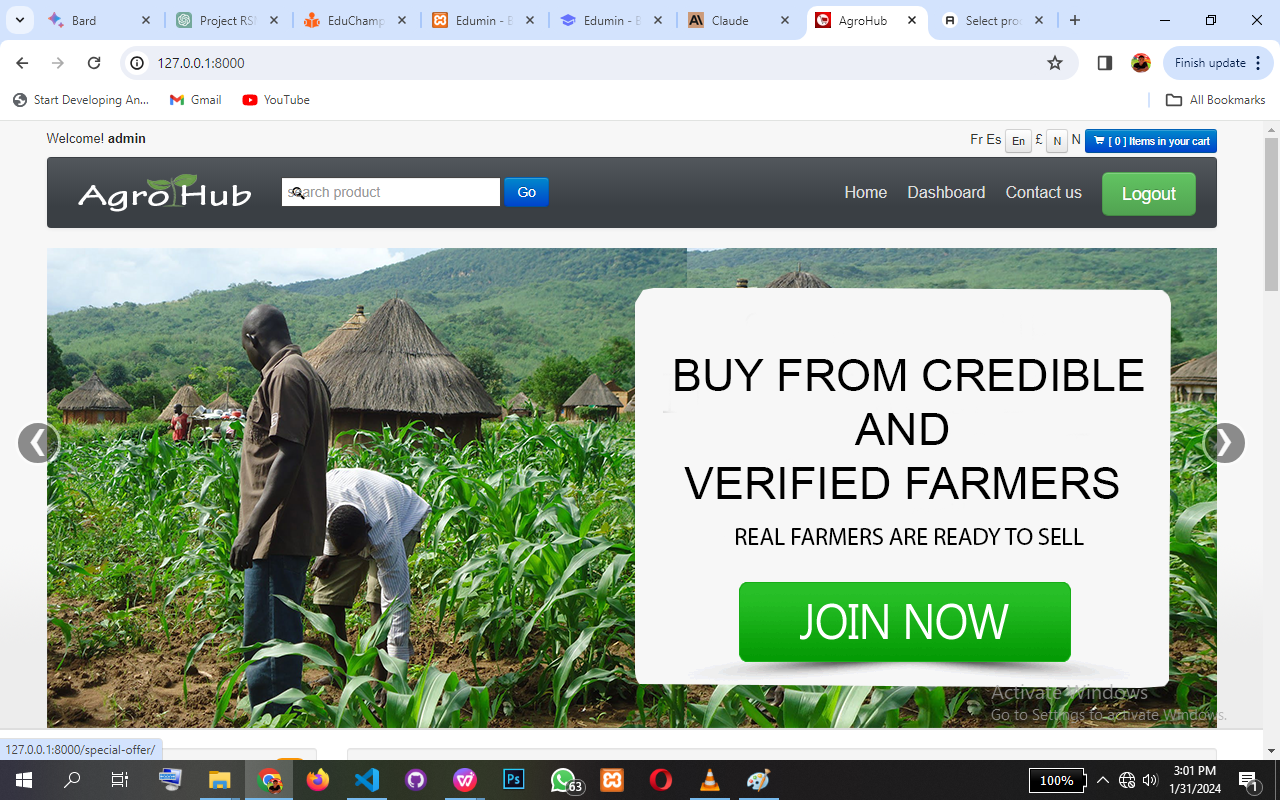 Bard
Project RSM
EduChamp
Edumin - B
Edumin - B
Claude
AgroHub
Select prod
127.0.0.1:8000
Finish update
Start Developing An...
Gmail
YouTube
All Bookmarks
Welcome! admin
Fr Es En £ N N [ 0 ] Items in your cart
AgroHub
search product
Go
Home
Dashboard
Contact us
Logout
BUY FROM CREDIBLE
AND
VERIFIED FARMERS
REAL FARMERS ARE READY TO SELL
JOIN NOW
Activate Windows
Go to Settings to activate Windows.
127.0.0.1:8000/special-offer/
Ps
63
100%
3:01 PM
1/31/2024
1